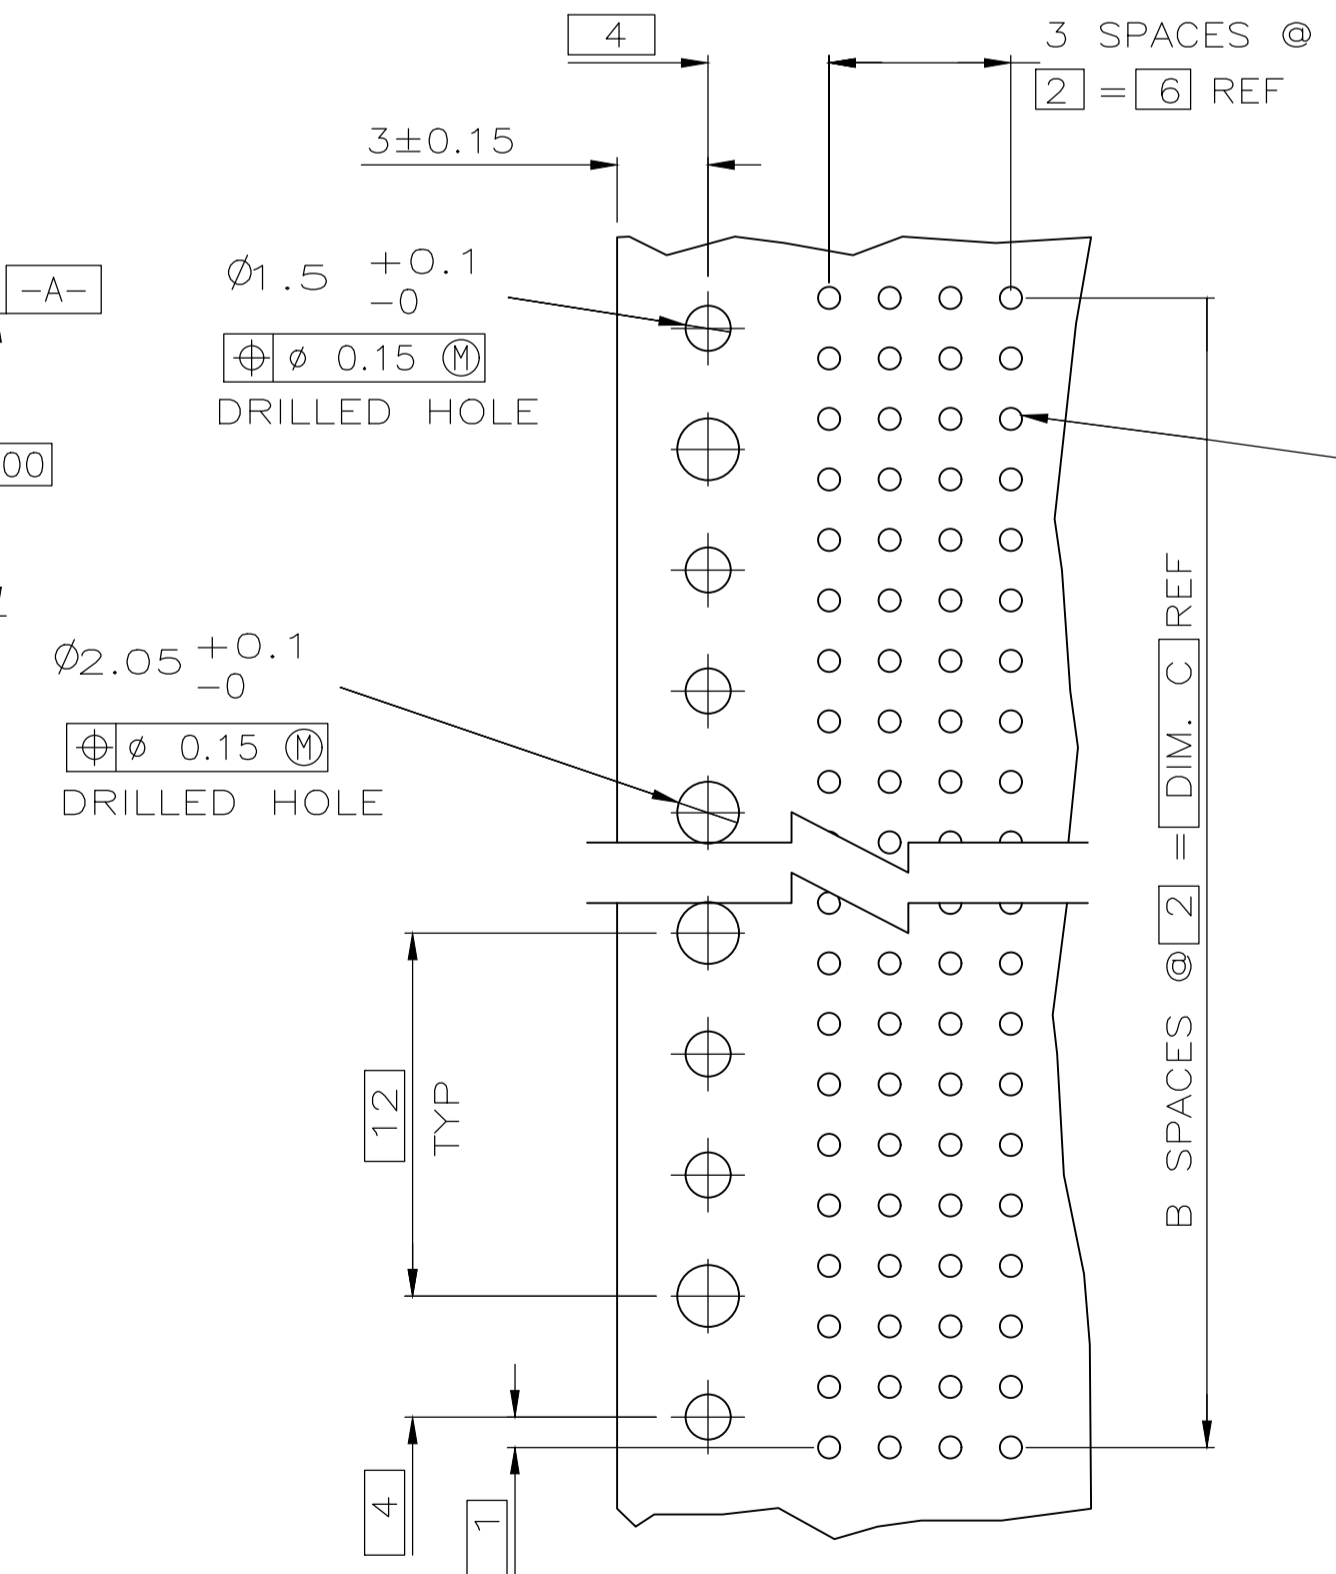 4
3 SPACES @
2 = 6 REF
3±0.15
-A-
Ø1.5 +0.1
-0
⌖ ⌀ 0.15 Ⓜ
DRILLED HOLE
00
Ø2.05 +0.1
-0
⌖ ⌀ 0.15 Ⓜ
DRILLED HOLE
B SPACES @ 2 = DIM. C REF
12
TYP
4
1